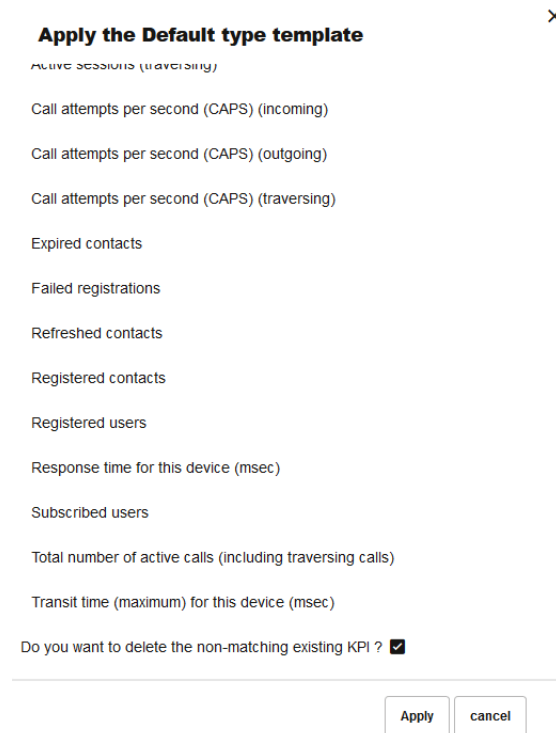 Apply the Default type template
Active sessions (traversing)
Call attempts per second (CAPS) (incoming)
Call attempts per second (CAPS) (outgoing)
Call attempts per second (CAPS) (traversing)
Expired contacts
Failed registrations
Refreshed contacts
Registered contacts
Registered users
Response time for this device (msec)
Subscribed users
Total number of active calls (including traversing calls)
Transit time (maximum) for this device (msec)
Do you want to delete the non-matching existing KPI ?
Apply cancel